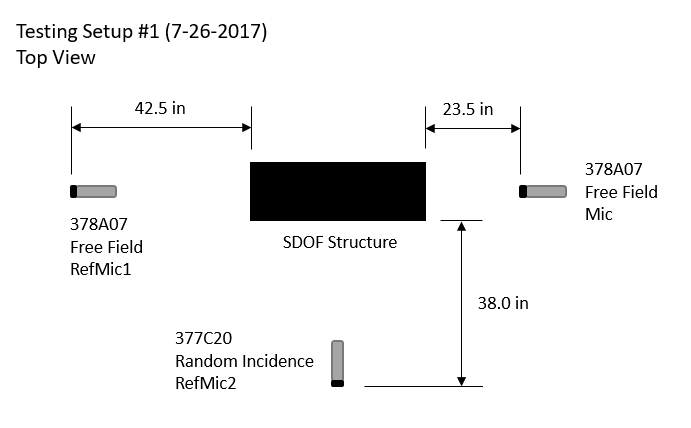 Testing Setup #1 (7-26-2017)
Top View
42.5 in
23.5 in
378A07
Free Field
Mic
378A07
Free Field
RefMic1
SDOF Structure
38.0 in
377C20
Random Incidence
RefMic2